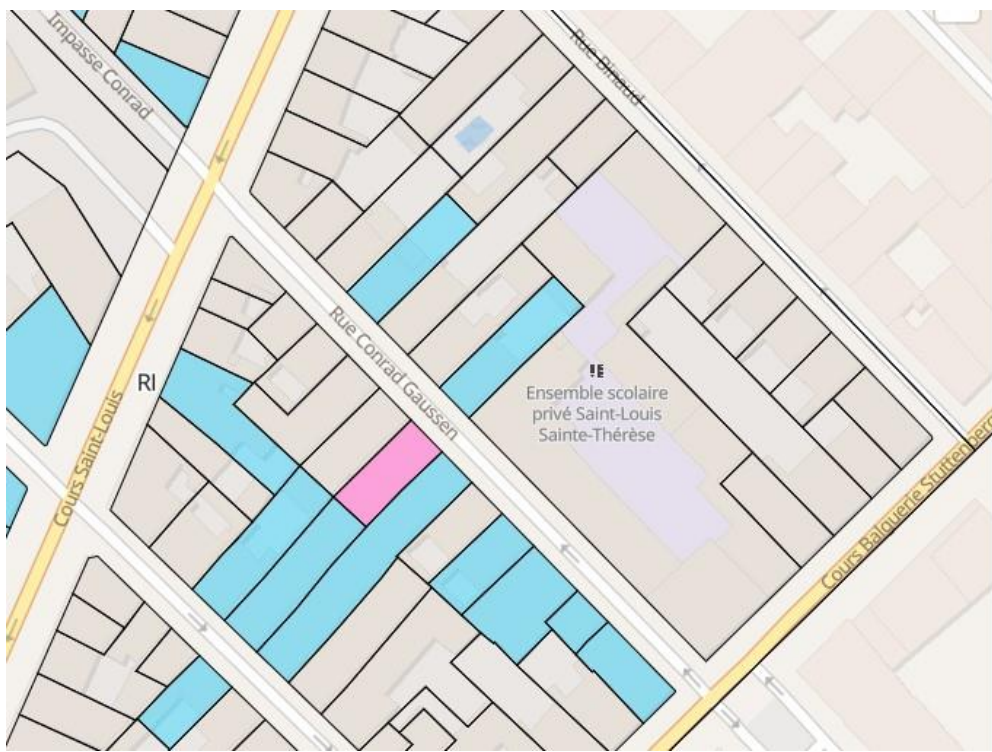 Impasse Conrad
Rue Binaud
Rue Conrad Gaussen
RI
Ensemble scolaire
privé Saint-Louis
Sainte-Thérèse
Cours Saint-Louis
Cours Balguerie Stuttenberg